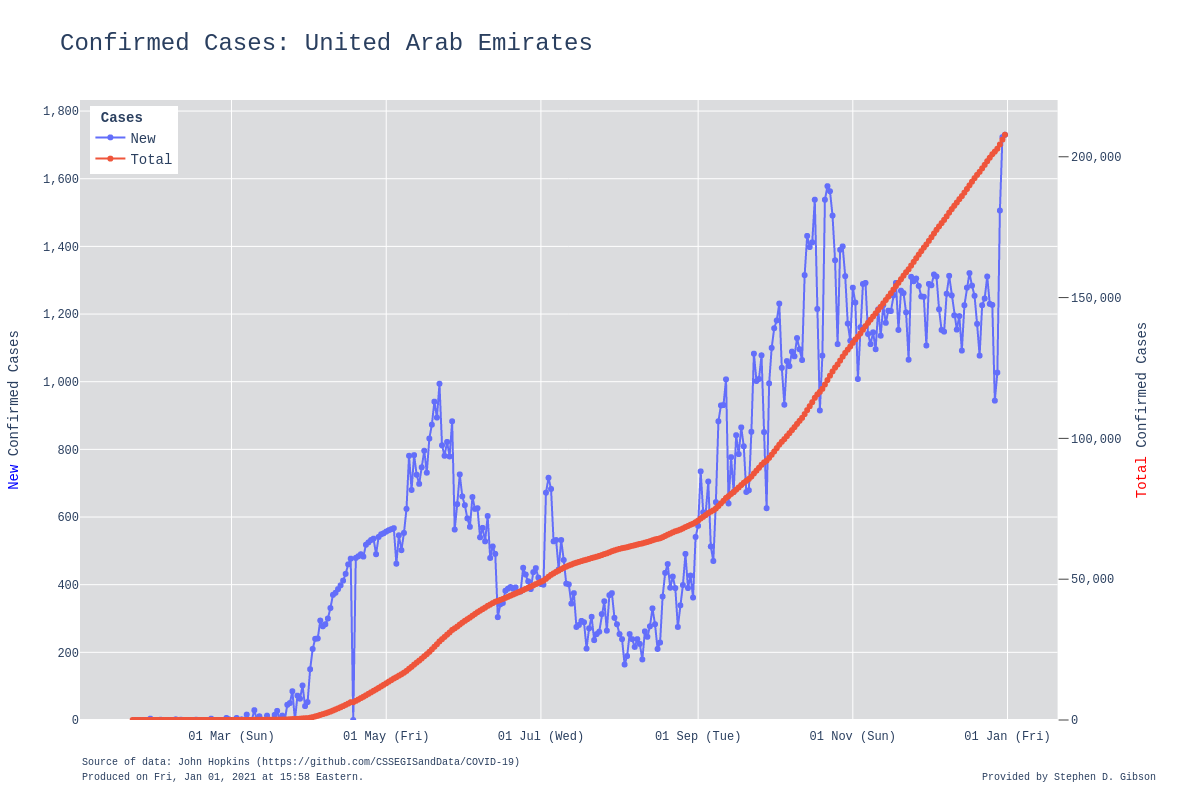 Confirmed Cases: United Arab Emirates
Cases
New
Total
1,800
1,600
1,400
1,200
1,000
800
600
400
200
0
New Confirmed Cases
200,000
150,000
100,000
50,000
0
Total Confirmed Cases
01 Mar (Sun) 01 May (Fri) 01 Jul (Wed) 01 Sep (Tue) 01 Nov (Sun) 01 Jan (Fri)
Source of data: John Hopkins (https://github.com/CSSEGISandData/COVID-19)
Produced on Fri, Jan 01, 2021 at 15:58 Eastern.
Provided by Stephen D. Gibson